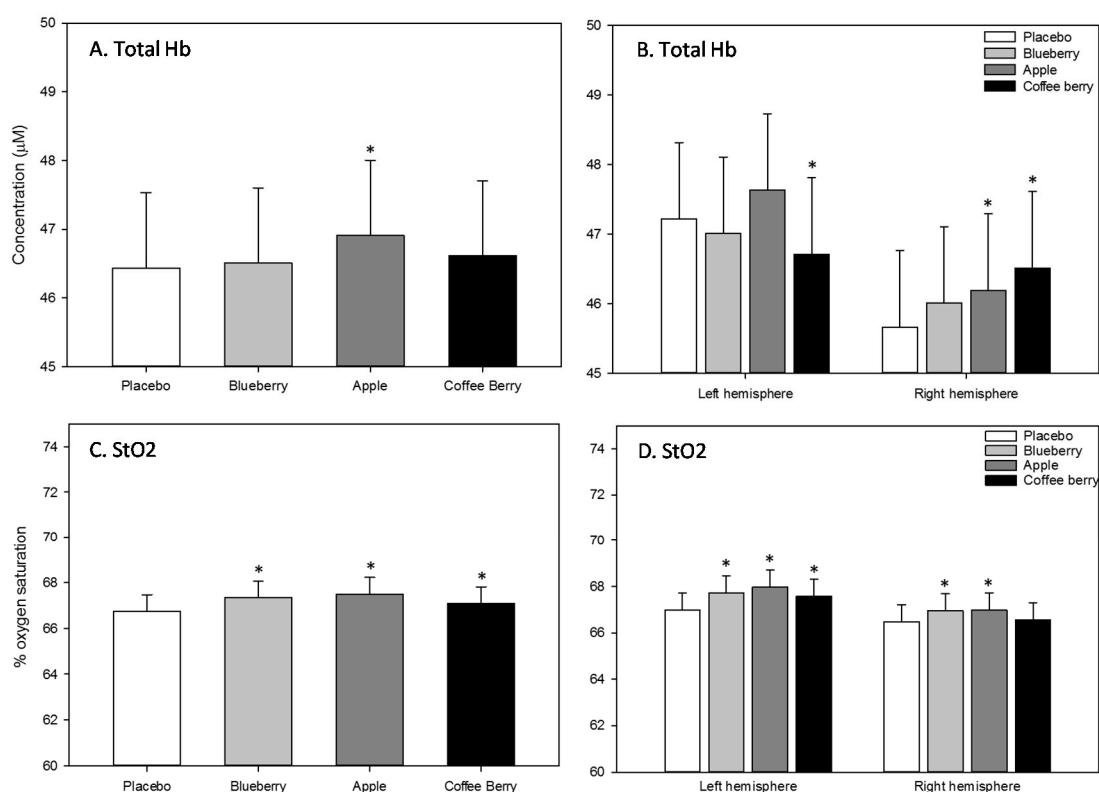 A. Total Hb
Concentration (µM)
50
49
48
47
46
45
*
Placebo
Blueberry
Apple
Coffee Berry
B. Total Hb
Placebo
Blueberry
Apple
Coffee berry
50
49
48
47
46
45
*
*
*
Left hemisphere
Right hemisphere
C. StO2
% oxygen saturation
74
72
70
68
66
64
62
60
*
*
*
Placebo
Blueberry
Apple
Coffee Berry
D. StO2
Placebo
Blueberry
Apple
Coffee berry
74
72
70
68
66
64
62
60
*
*
*
*
*
Left hemisphere
Right hemisphere